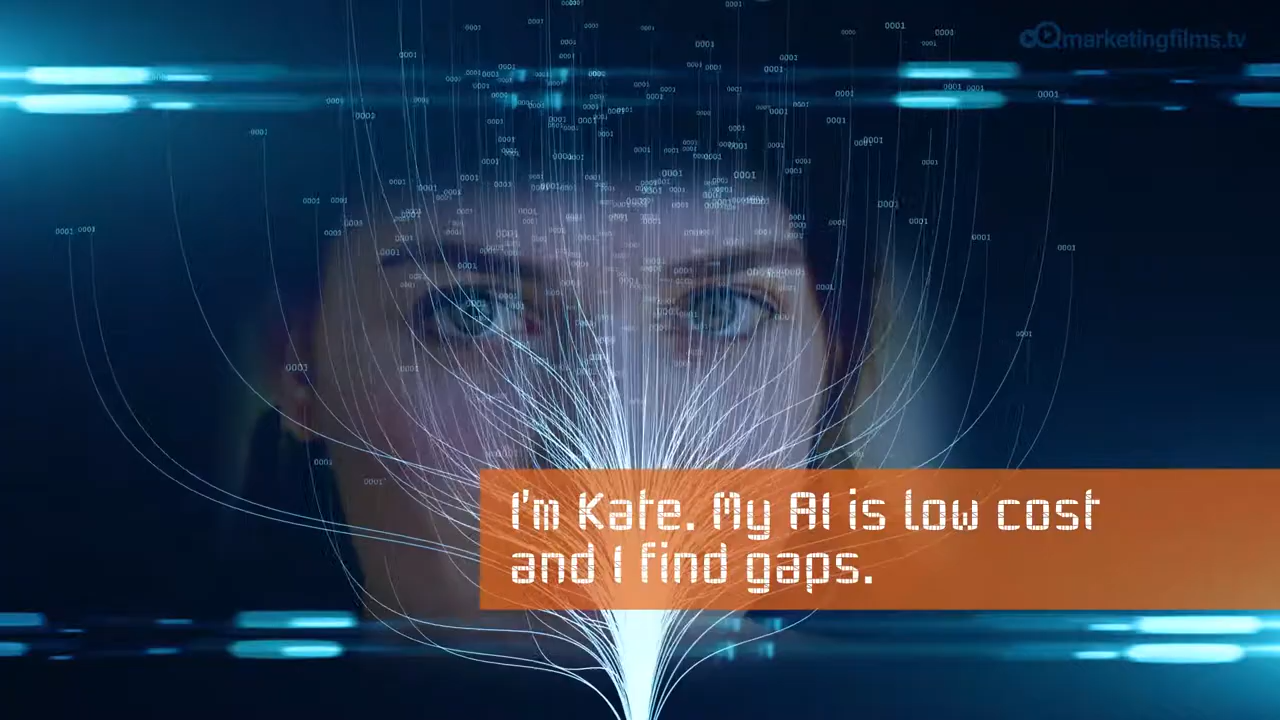 marketingfilms.tv
I'm Kate. My AI is low cost
and I find gaps.